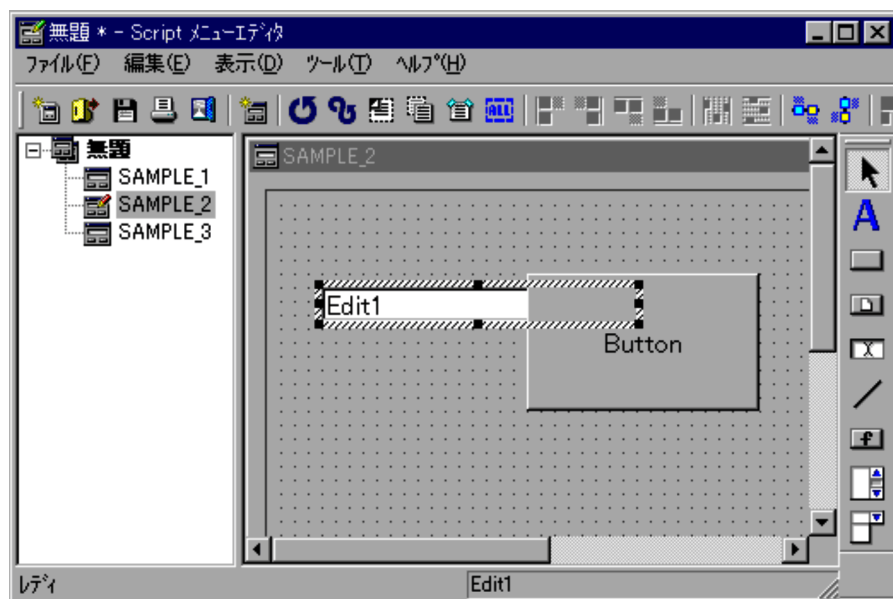 無題 * - Script ﾒﾆｭｰｴﾃﾞｨﾀ
ﾌｧｲﾙ(F) 編集(E) 表示(D) ﾂｰﾙ(T) ﾍﾙﾌﾟ(H)
ALL
無題
SAMPLE_1
SAMPLE_2
SAMPLE_3
SAMPLE_2
Edit1
Button
A
f
ﾚﾃﾞｨ
Edit1